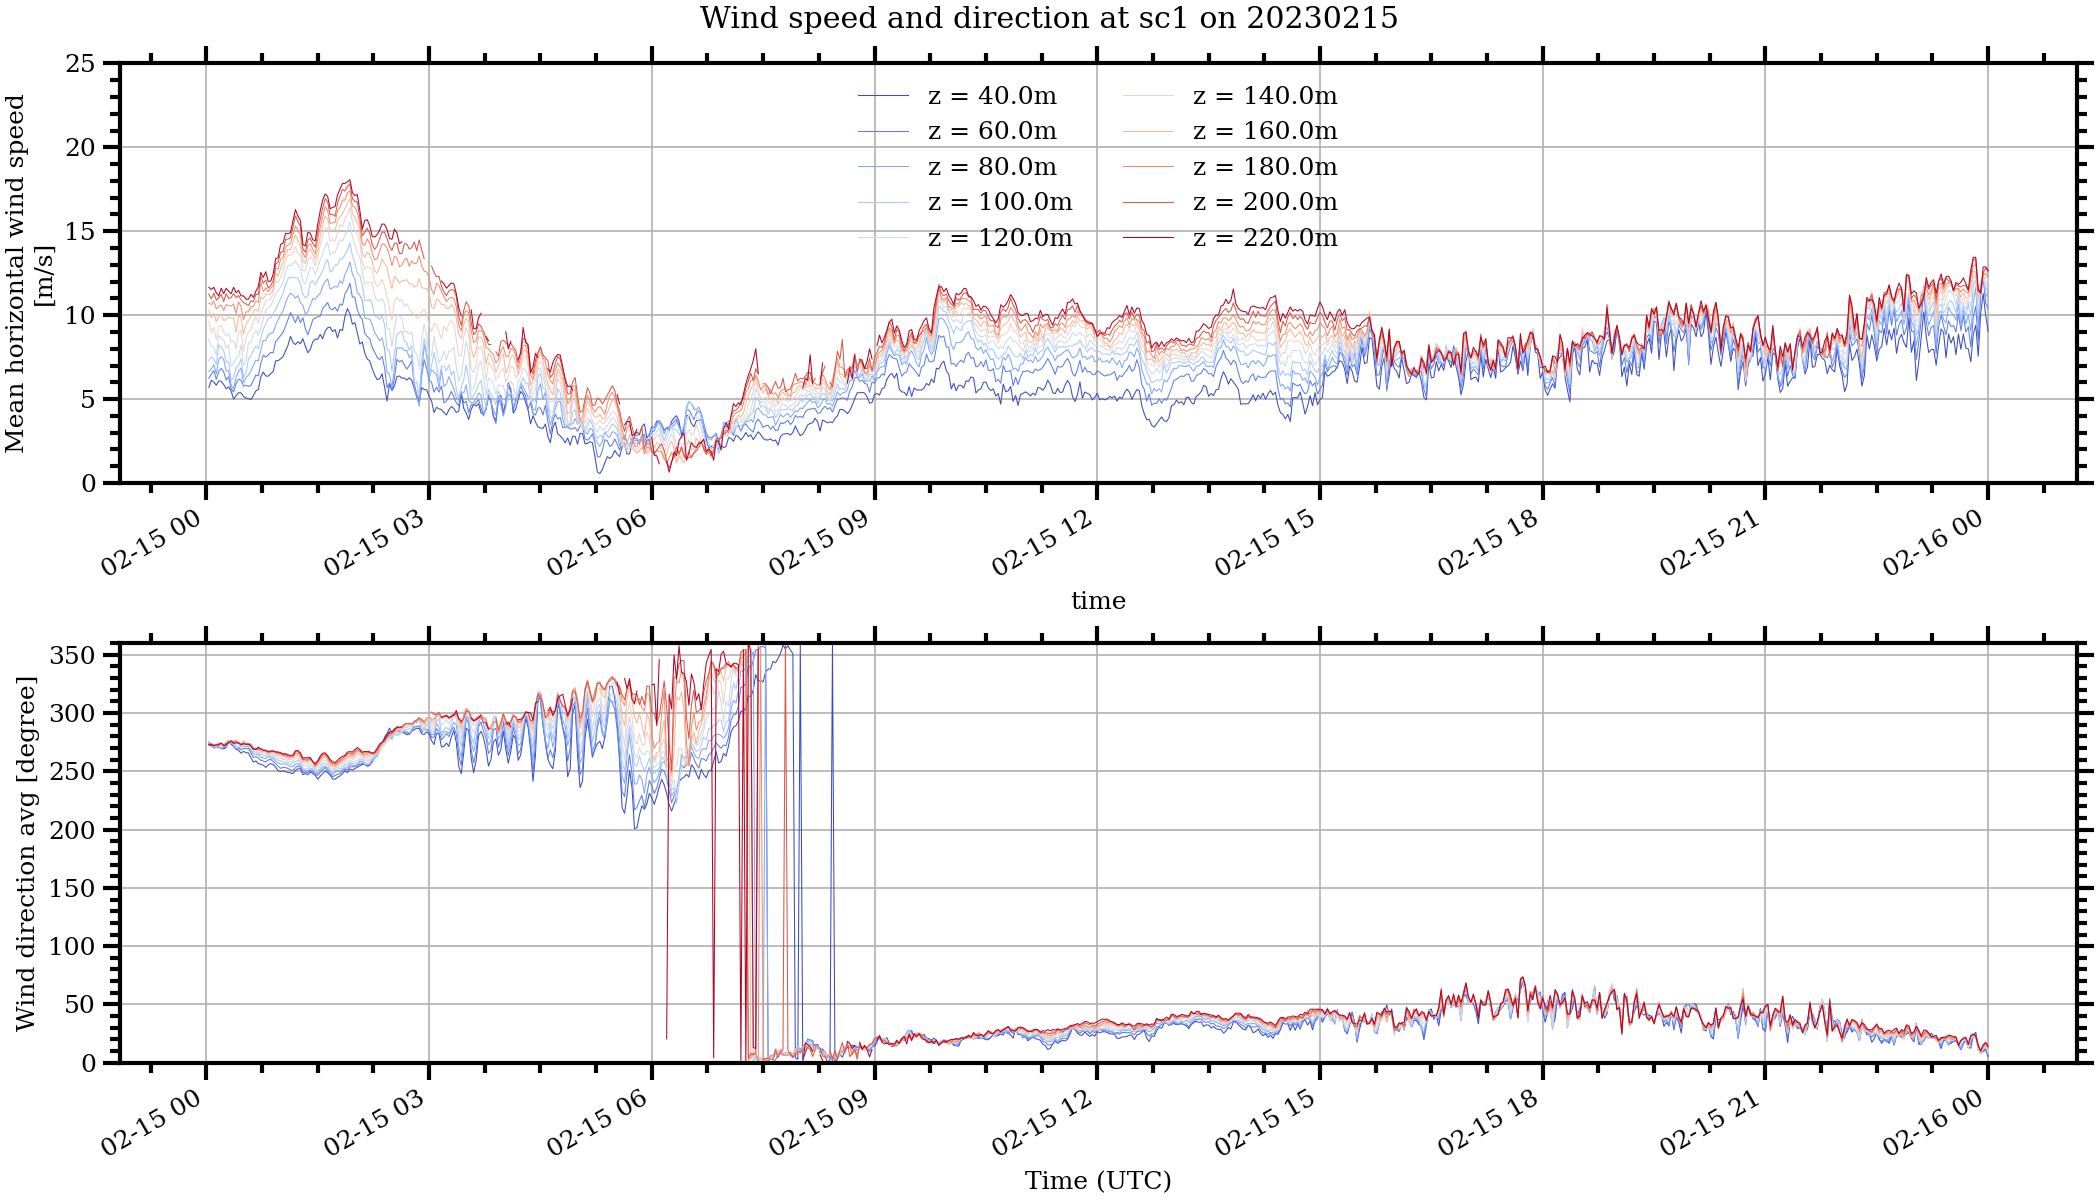 Wind speed and direction at sc1 on 20230215
Mean horizontal wind speed
[m/s]
25
20
15
10
5
0
z = 40.0m
z = 60.0m
z = 80.0m
z = 100.0m
z = 120.0m
z = 140.0m
z = 160.0m
z = 180.0m
z = 200.0m
z = 220.0m
02-15 00
02-15 03
02-15 06
02-15 09
02-15 12
02-15 15
02-15 18
02-15 21
02-16 00
time
Wind direction avg [degree]
350
300
250
200
150
100
50
0
02-15 00
02-15 03
02-15 06
02-15 09
02-15 12
02-15 15
02-15 18
02-15 21
02-16 00
Time (UTC)